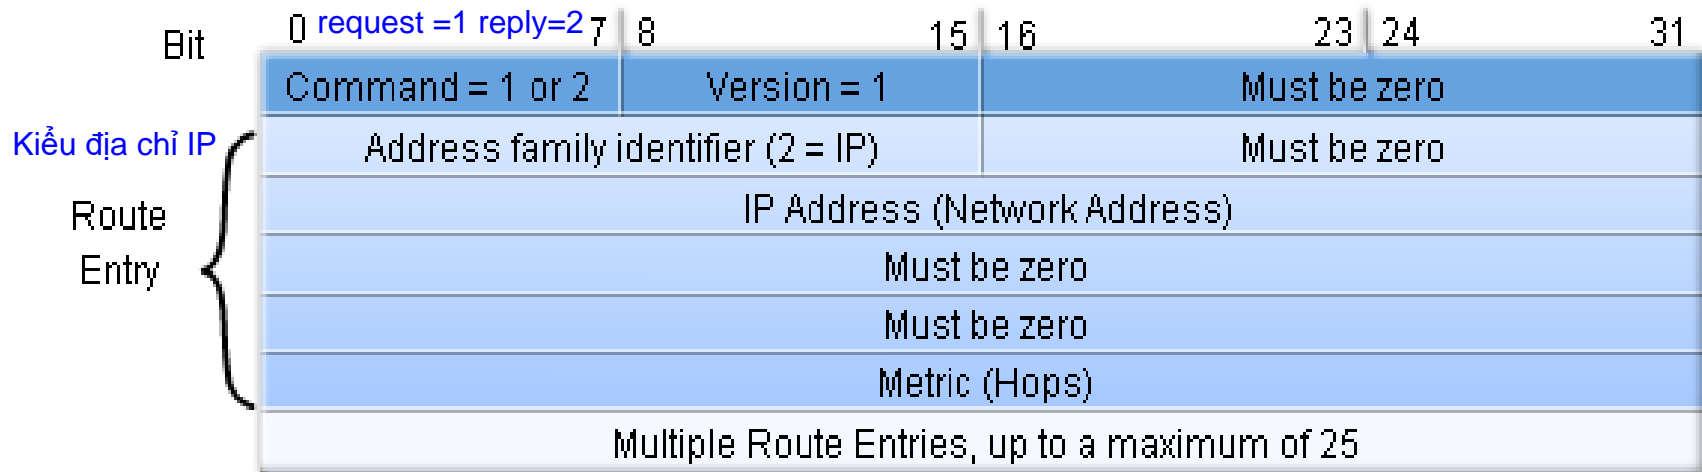 Bit 0 request =1 reply=2 7 8 15 16 23 24 31
Command = 1 or 2 Version = 1 Must be zero
Kiểu địa chỉ IP Address family identifier (2 = IP) Must be zero
Route
Entry
IP Address (Network Address)
Must be zero
Must be zero
Metric (Hops)
Multiple Route Entries, up to a maximum of 25